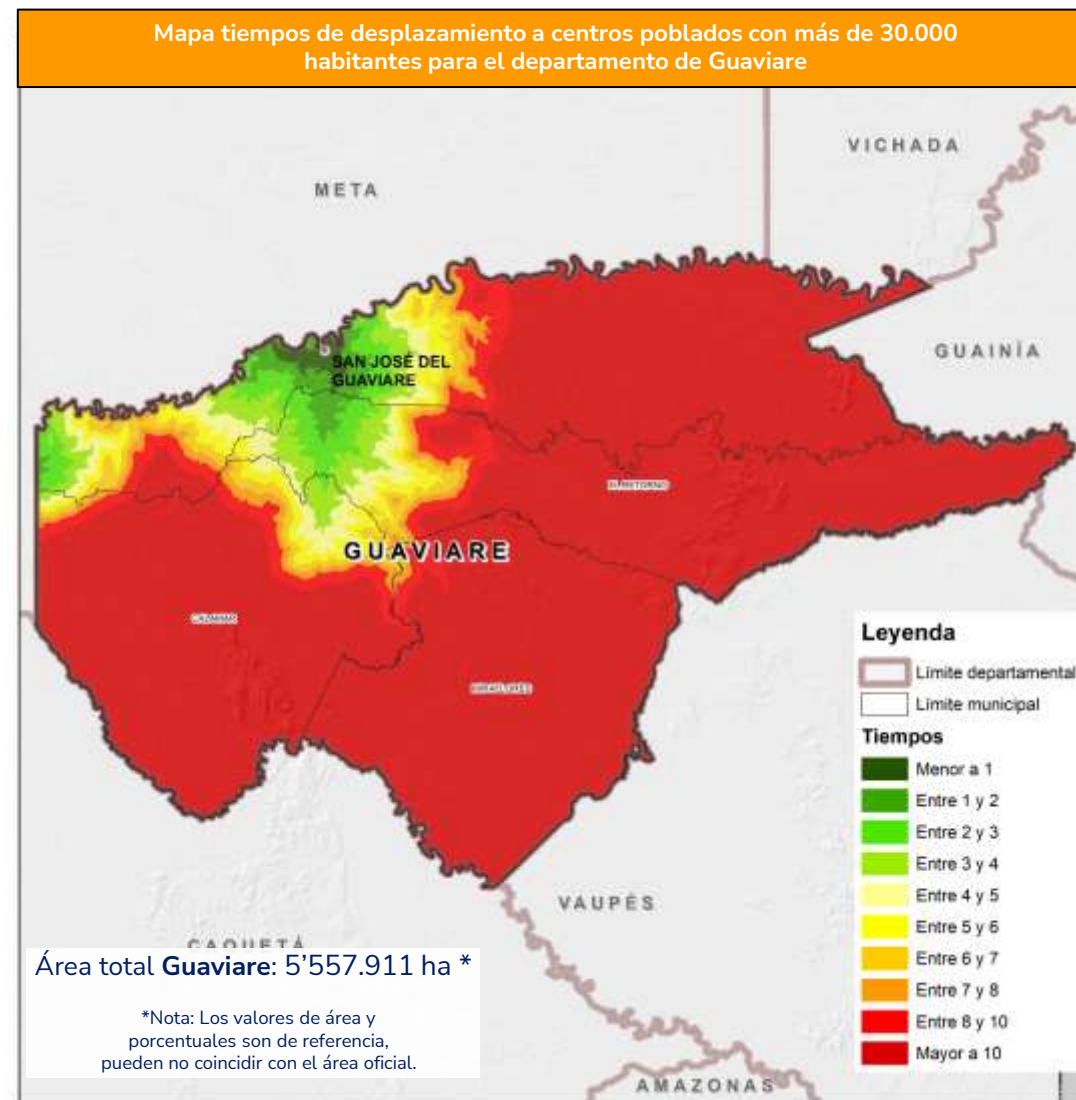 Mapa tiempos de desplazamiento a centros poblados con más de 30.000
habitantes para el departamento de Guaviare
VICHADA
META
GUAINÍA
SAN JOSÉ DEL
GUAVIARE
EL RETORNO
GUAVIARE
CALAMAR
MIRAFLORES
VAUPÉS
CAQUETÁ
AMAZONAS
Área total Guaviare: 5’557.911 ha *
*Nota: Los valores de área y
porcentuales son de referencia,
pueden no coincidir con el área oficial.
Leyenda
Límite departamental
Límite municipal
Tiempos
Menor a 1
Entre 1 y 2
Entre 2 y 3
Entre 3 y 4
Entre 4 y 5
Entre 5 y 6
Entre 6 y 7
Entre 7 y 8
Entre 8 y 10
Mayor a 10